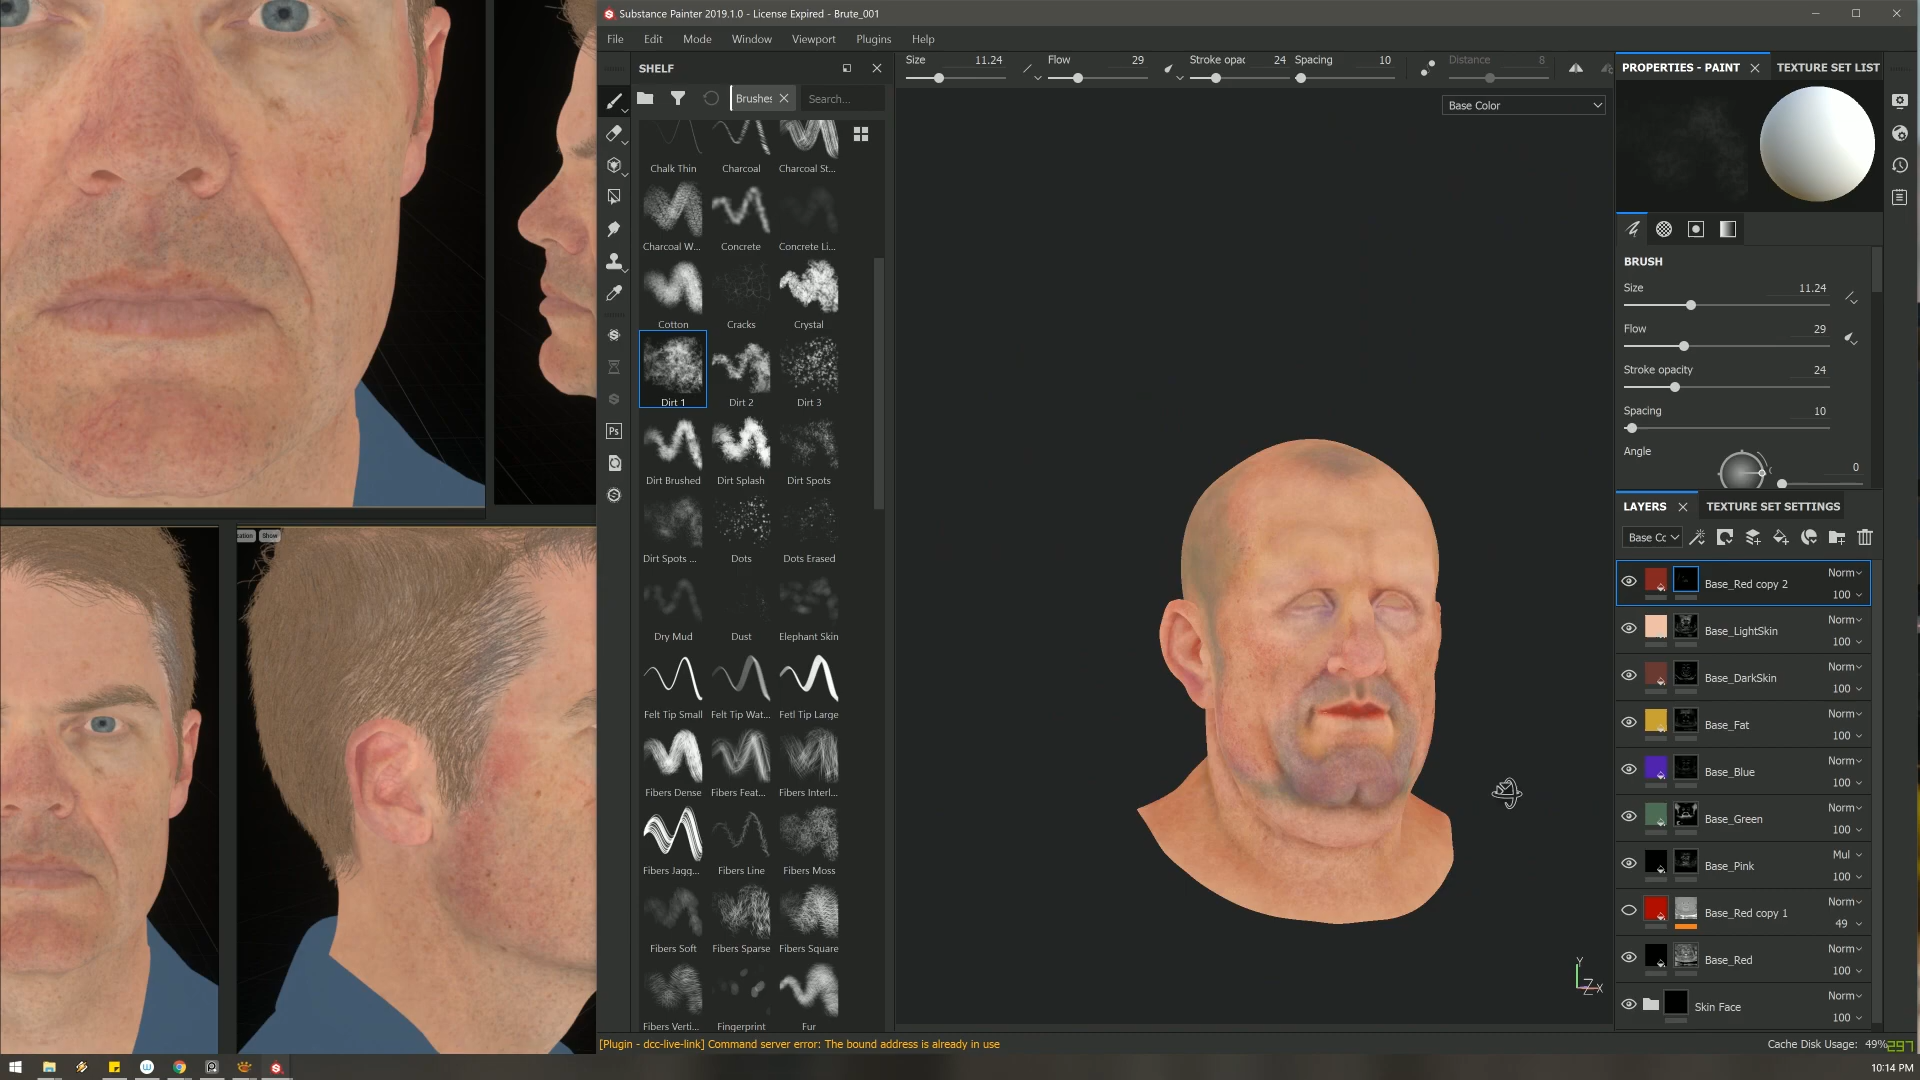 Substance Painter 2019.1.0 - License Expired - Brute_001
File Edit Mode Window Viewport Plugins Help
SHELF
Brushes
Search...
Chalk Thin Charcoal Charcoal St...
Charcoal W... Concrete Concrete Li...
Cotton Cracks Crystal
Dirt 1 Dirt 2 Dirt 3
Dirt Brushed Dirt Splash Dirt Spots
Dirt Spots ... Dots Dots Erased
Dry Mud Dust Elephant Skin
Felt Tip Small Felt Tip Wat... Fetl Tip Large
Fibers Dense Fibers Feat... Fibers Interl...
Fibers Jagg... Fibers Line Fibers Moss
Fibers Soft Fibers Sparse Fibers Square
Fibers Verti... Fingerprint Fur
Size 11.24 Flow 29 Stroke opac 24 Spacing 10 Distance 8
Base Color
PROPERTIES - PAINT TEXTURE SET LIST
BRUSH
Size 11.24
Flow 29
Stroke opacity 24
Spacing 10
Angle 0
LAYERS TEXTURE SET SETTINGS
Base Cc
Base_Red copy 2 Norm 100
Base_LightSkin Norm 100
Base_DarkSkin Norm 100
Base_Fat Norm 100
Base_Blue Norm 100
Base_Green Norm 100
Base_Pink Mul 100
Base_Red copy 1 Norm 49
Base_Red Norm 100
Skin Face Norm 100
Show
Ps
Y
Z X
[Plugin - dcc-live-link] Command server error: The bound address is already in use
Cache Disk Usage: 49%
297
10:14 PM